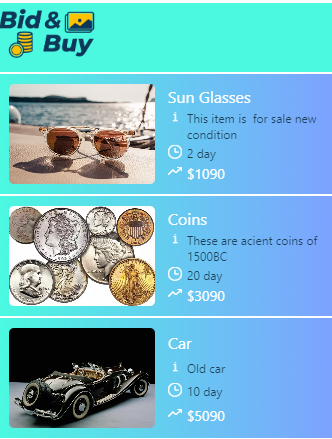 Bid &
Buy
Sun Glasses
This item is for sale new
condition
2 day
$1090
Coins
These are acient coins of
1500BC
20 day
$3090
Car
Old car
10 day
$5090